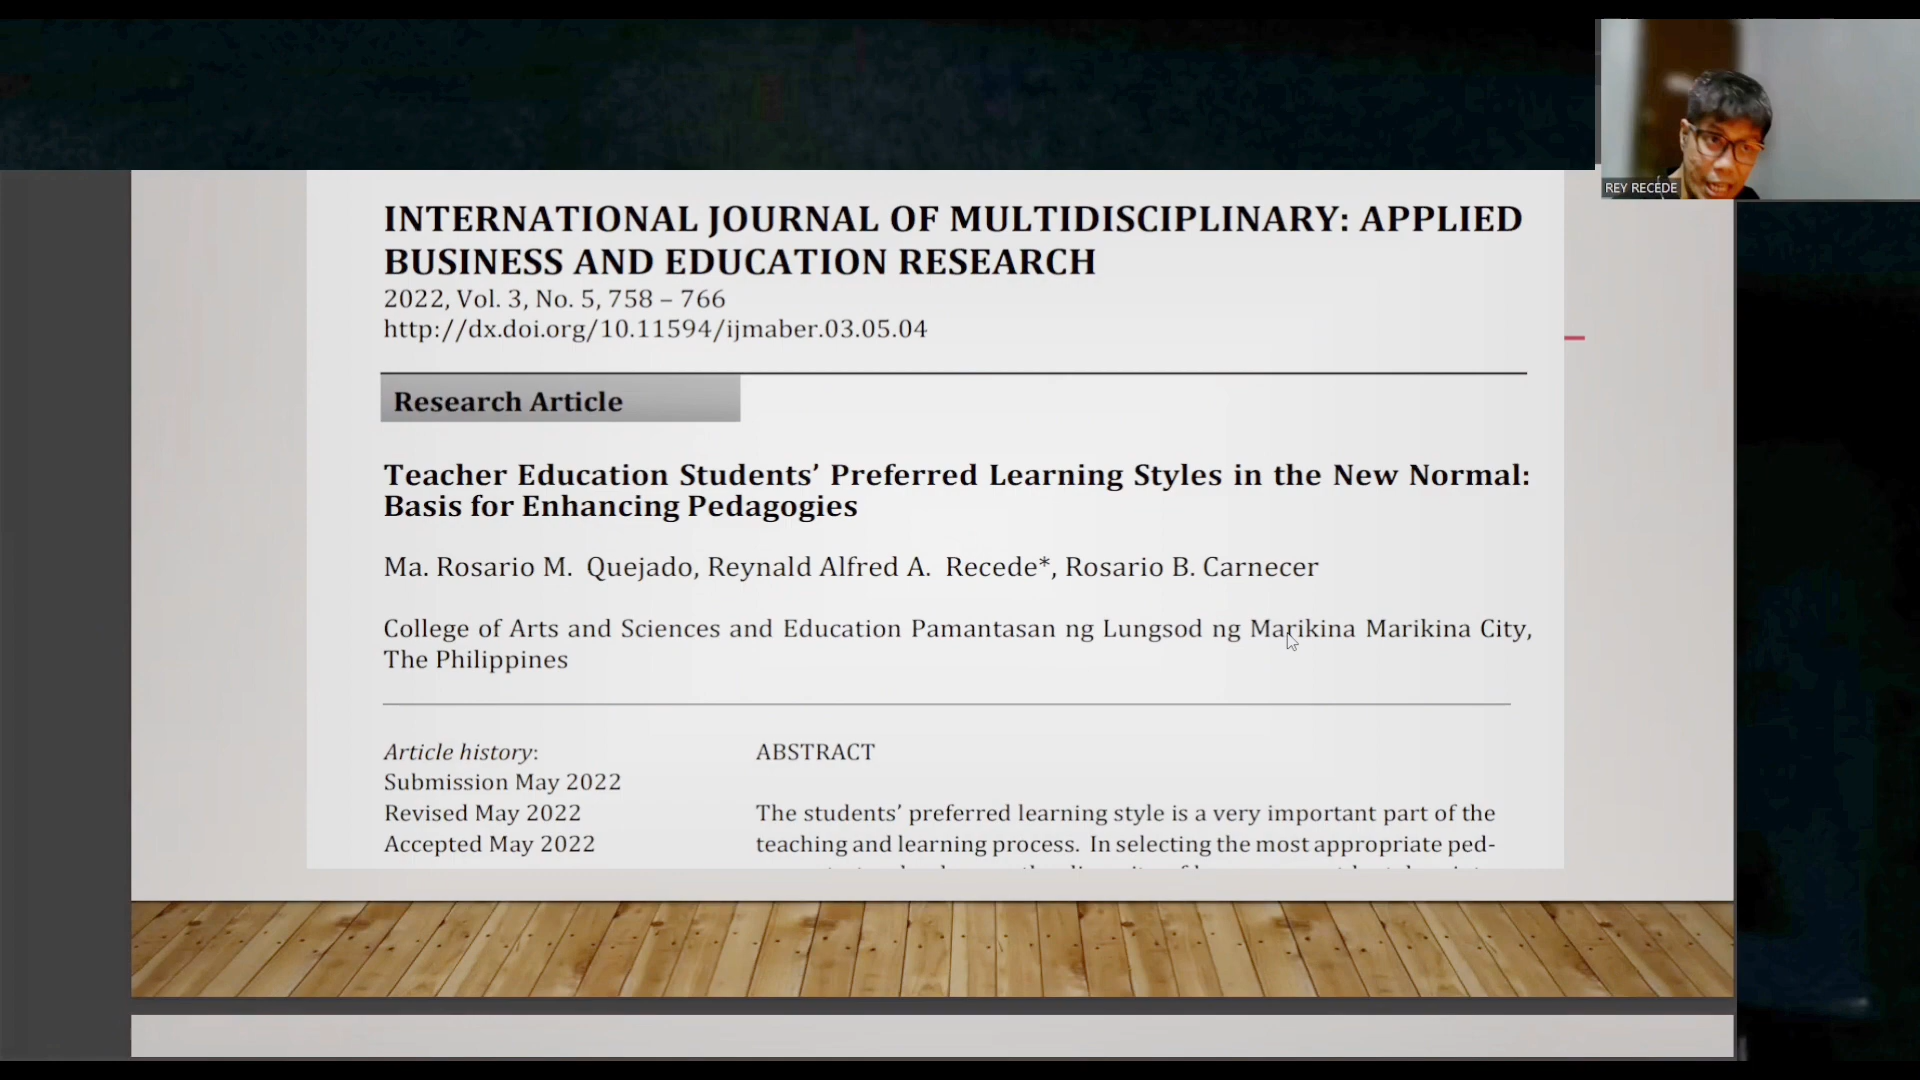 INTERNATIONAL JOURNAL OF MULTIDISCIPLINARY: APPLIED
BUSINESS AND EDUCATION RESEARCH
2022, Vol. 3, No. 5, 758 – 766
http://dx.doi.org/10.11594/ijmaber.03.05.04
REY RECEDE
Research Article
Teacher Education Students’ Preferred Learning Styles in the New Normal:
Basis for Enhancing Pedagogies
Ma. Rosario M. Quejado, Reynald Alfred A. Recede*, Rosario B. Carnecer
College of Arts and Sciences and Education Pamantasan ng Lungsod ng Marikina Marikina City,
The Philippines
Article history:
Submission May 2022
Revised May 2022
Accepted May 2022
ABSTRACT
The students’ preferred learning style is a very important part of the
teaching and learning process. In selecting the most appropriate ped-